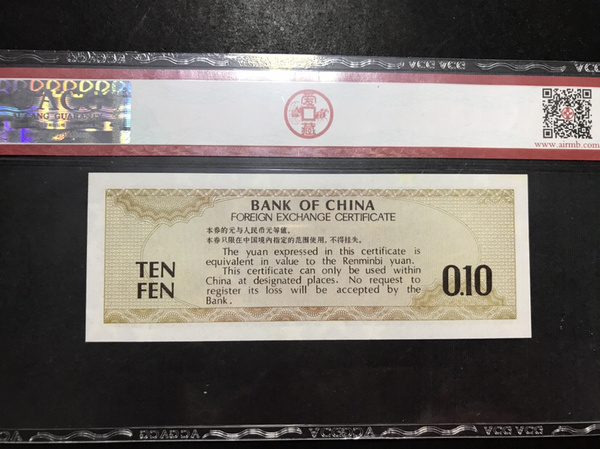 www.airmb.com
BANK OF CHINA
FOREIGN EXCHANGE CERTIFICATE
本券的元与人民币元等值。
本券只限在中国境内指定的范围使用，不得挂失。
The yuan expressed in this certificate is
equivalent in value to the Renminbi yuan.
This certificate can only be used within
China at designated places. No request to
register its loss will be accepted by the
Bank.
TEN
FEN
0.10